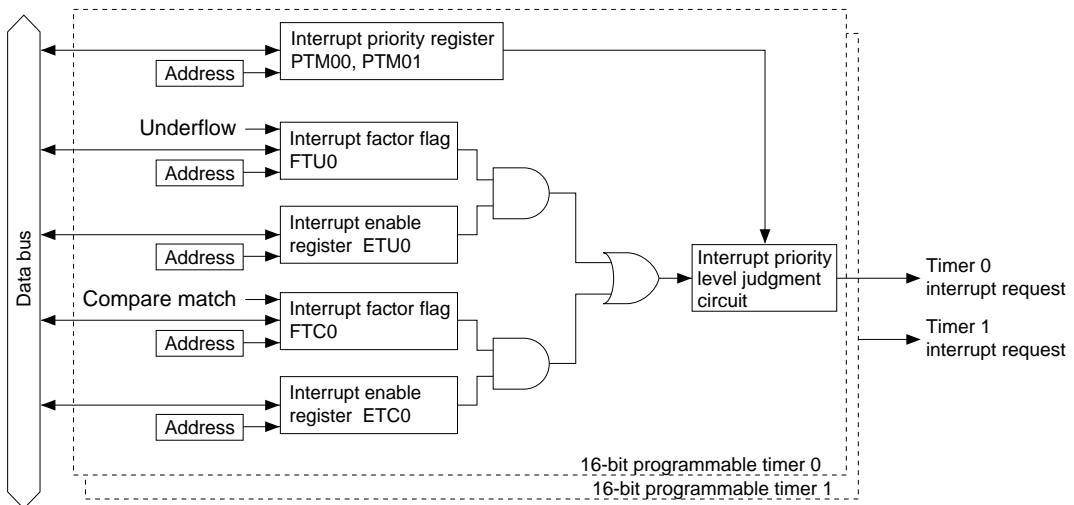 Data bus
Interrupt priority register
PTM00, PTM01
Address
Underflow
Interrupt factor flag
FTU0
Address
Interrupt enable
register ETU0
Address
Compare match
Interrupt factor flag
FTC0
Address
Interrupt enable
register ETC0
Address
Interrupt priority
level judgment
circuit
Timer 0
interrupt request
Timer 1
interrupt request
16-bit programmable timer 0
16-bit programmable timer 1